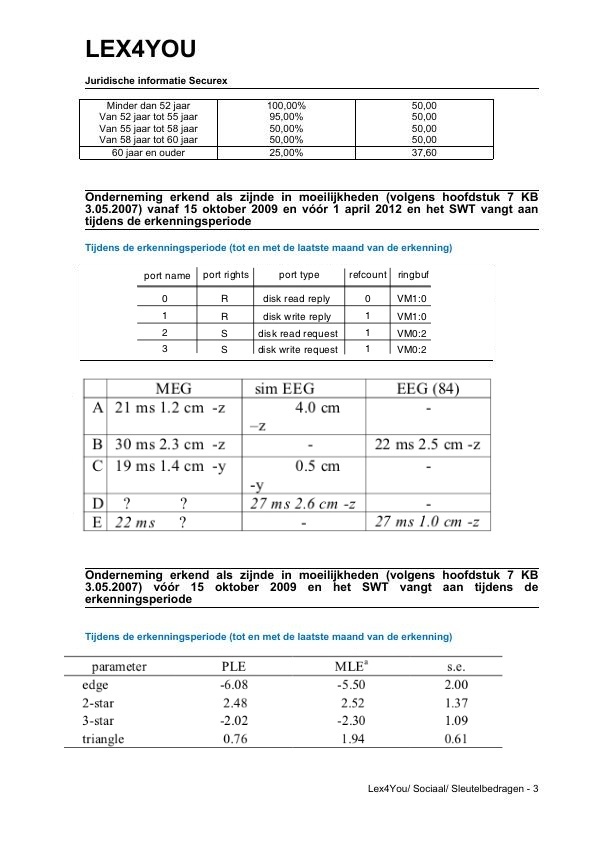 LEX4YOU
Juridische informatie Securex
Minder dan 52 jaar 100,00% 50,00
Van 52 jaar tot 55 jaar 95,00% 50,00
Van 55 jaar tot 58 jaar 50,00% 50,00
Van 58 jaar tot 60 jaar 50,00% 50,00
60 jaar en ouder 25,00% 37,60
Onderneming erkend als zijnde in moeilijkheden (volgens hoofdstuk 7 KB
3.05.2007) vanaf 15 oktober 2009 en vóór 1 april 2012 en het SWT vangt aan
tijdens de erkenningsperiode
Tijdens de erkenningsperiode (tot en met de laatste maand van de erkenning)
port name port rights port type refcount ringbuf
0 R disk read reply 0 VM1:0
1 R disk write reply 1 VM1:0
2 S disk read request 1 VM0:2
3 S disk write request 1 VM0:2
MEG sim EEG EEG (84)
A 21 ms 1.2 cm -z 4.0 cm -
–z
B 30 ms 2.3 cm -z - 22 ms 2.5 cm -z
C 19 ms 1.4 cm -y 0.5 cm -
-y
D ? ? 27 ms 2.6 cm -z -
E 22 ms ? - 27 ms 1.0 cm -z
Onderneming erkend als zijnde in moeilijkheden (volgens hoofdstuk 7 KB
3.05.2007) vóór 15 oktober 2009 en het SWT vangt aan tijdens de
erkenningsperiode
Tijdens de erkenningsperiode (tot en met de laatste maand van de erkenning)
parameter PLE MLEᵃ s.e.
edge -6.08 -5.50 2.00
2-star 2.48 2.52 1.37
3-star -2.02 -2.30 1.09
triangle 0.76 1.94 0.61
Lex4You/ Sociaal/ Sleutelbedragen - 3